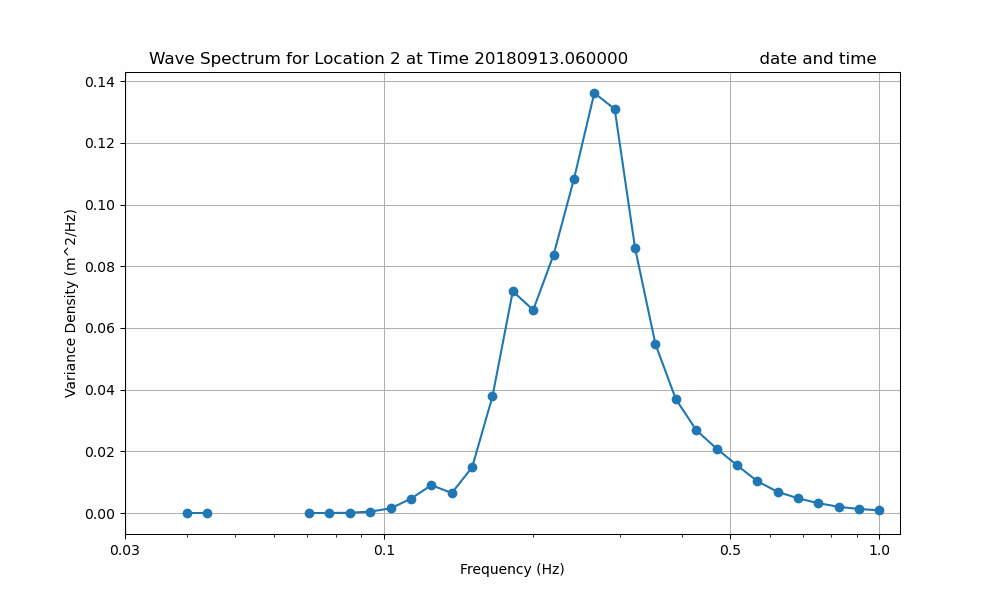 Wave Spectrum for Location 2 at Time 20180913.060000 date and time
0.14
0.12
0.10
0.08
0.06
0.04
0.02
0.00
Variance Density (m^2/Hz)
0.03 0.1 0.5 1.0
Frequency (Hz)